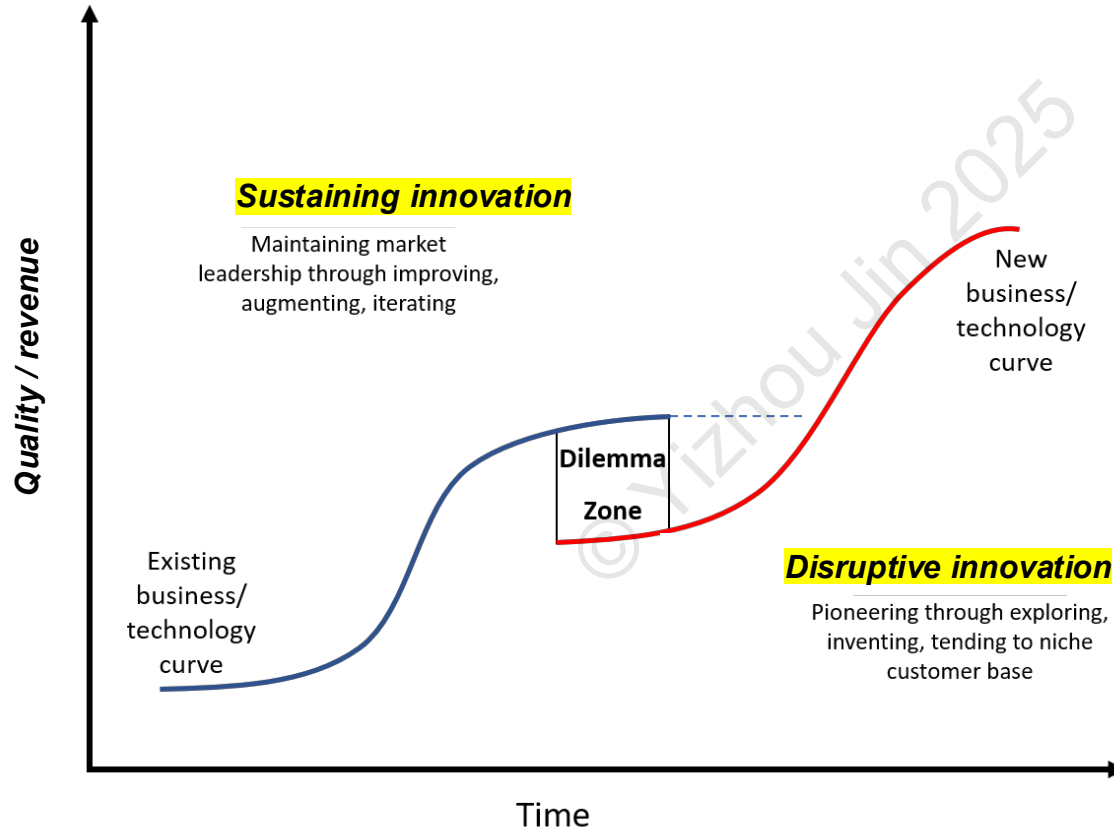 Sustaining innovation
Maintaining market
leadership through improving,
augmenting, iterating
Quality / revenue
New
business/
technology
curve
Dilemma
Zone
Existing
business/
technology
curve
Disruptive innovation
Pioneering through exploring,
inventing, tending to niche
customer base
Time
© Yizhou Jin 2025